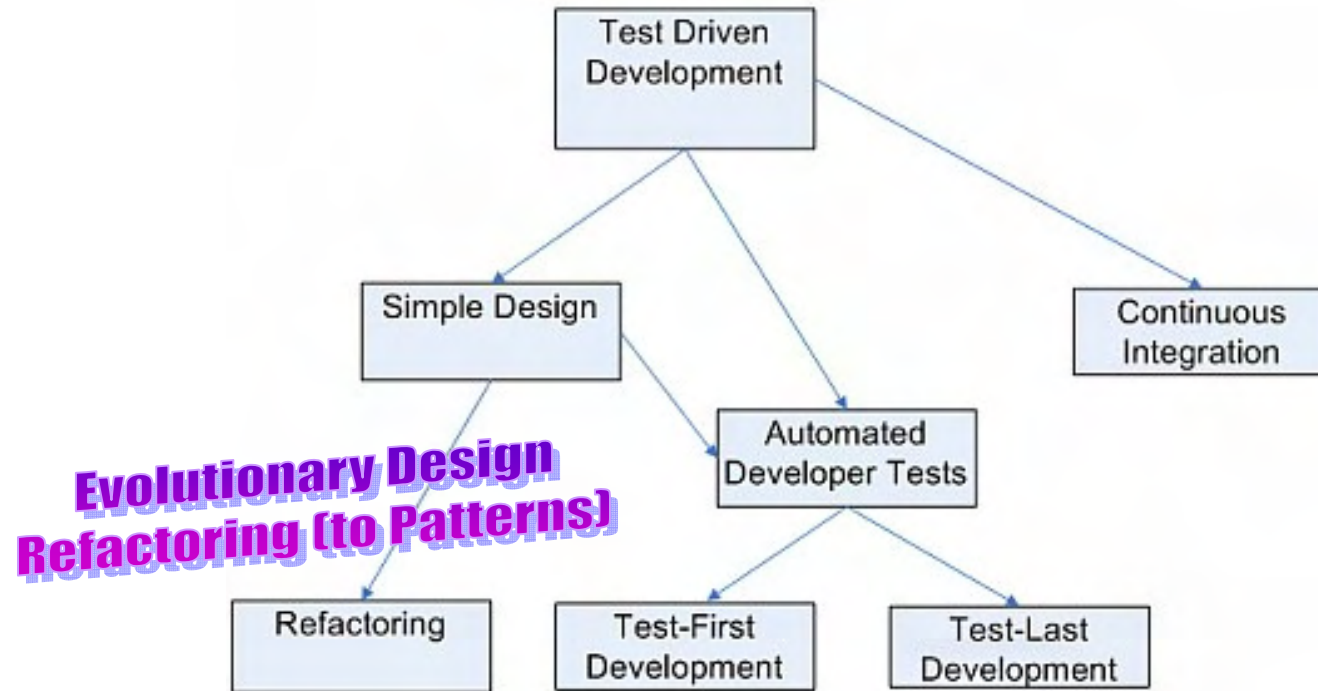 Test Driven
Development
Simple Design
Continuous
Integration
Automated
Developer Tests
Evolutionary Design
Refactoring (to Patterns)
Refactoring
Test-First
Development
Test-Last
Development